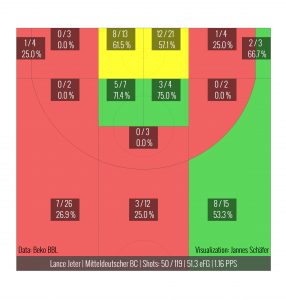 0 / 3
0.0 %
8 / 13
61.5 %
12 / 21
57.1 %
1 / 4
25.0 %
1 / 4
25.0 %
2 / 3
66.7 %
0 / 2
0.0 %
5 / 7
71.4 %
3 / 4
75.0 %
0 / 2
0.0 %
0 / 3
0.0 %
7 / 26
26.9 %
3 / 12
25.0 %
8 / 15
53.3 %
Data: Beko BBL
Visualization: Jannes Schäfer
Lance Jeter | Mitteldeutscher BC | Shots: 50 / 119 | 51.3 eFG | 1.16 PPS